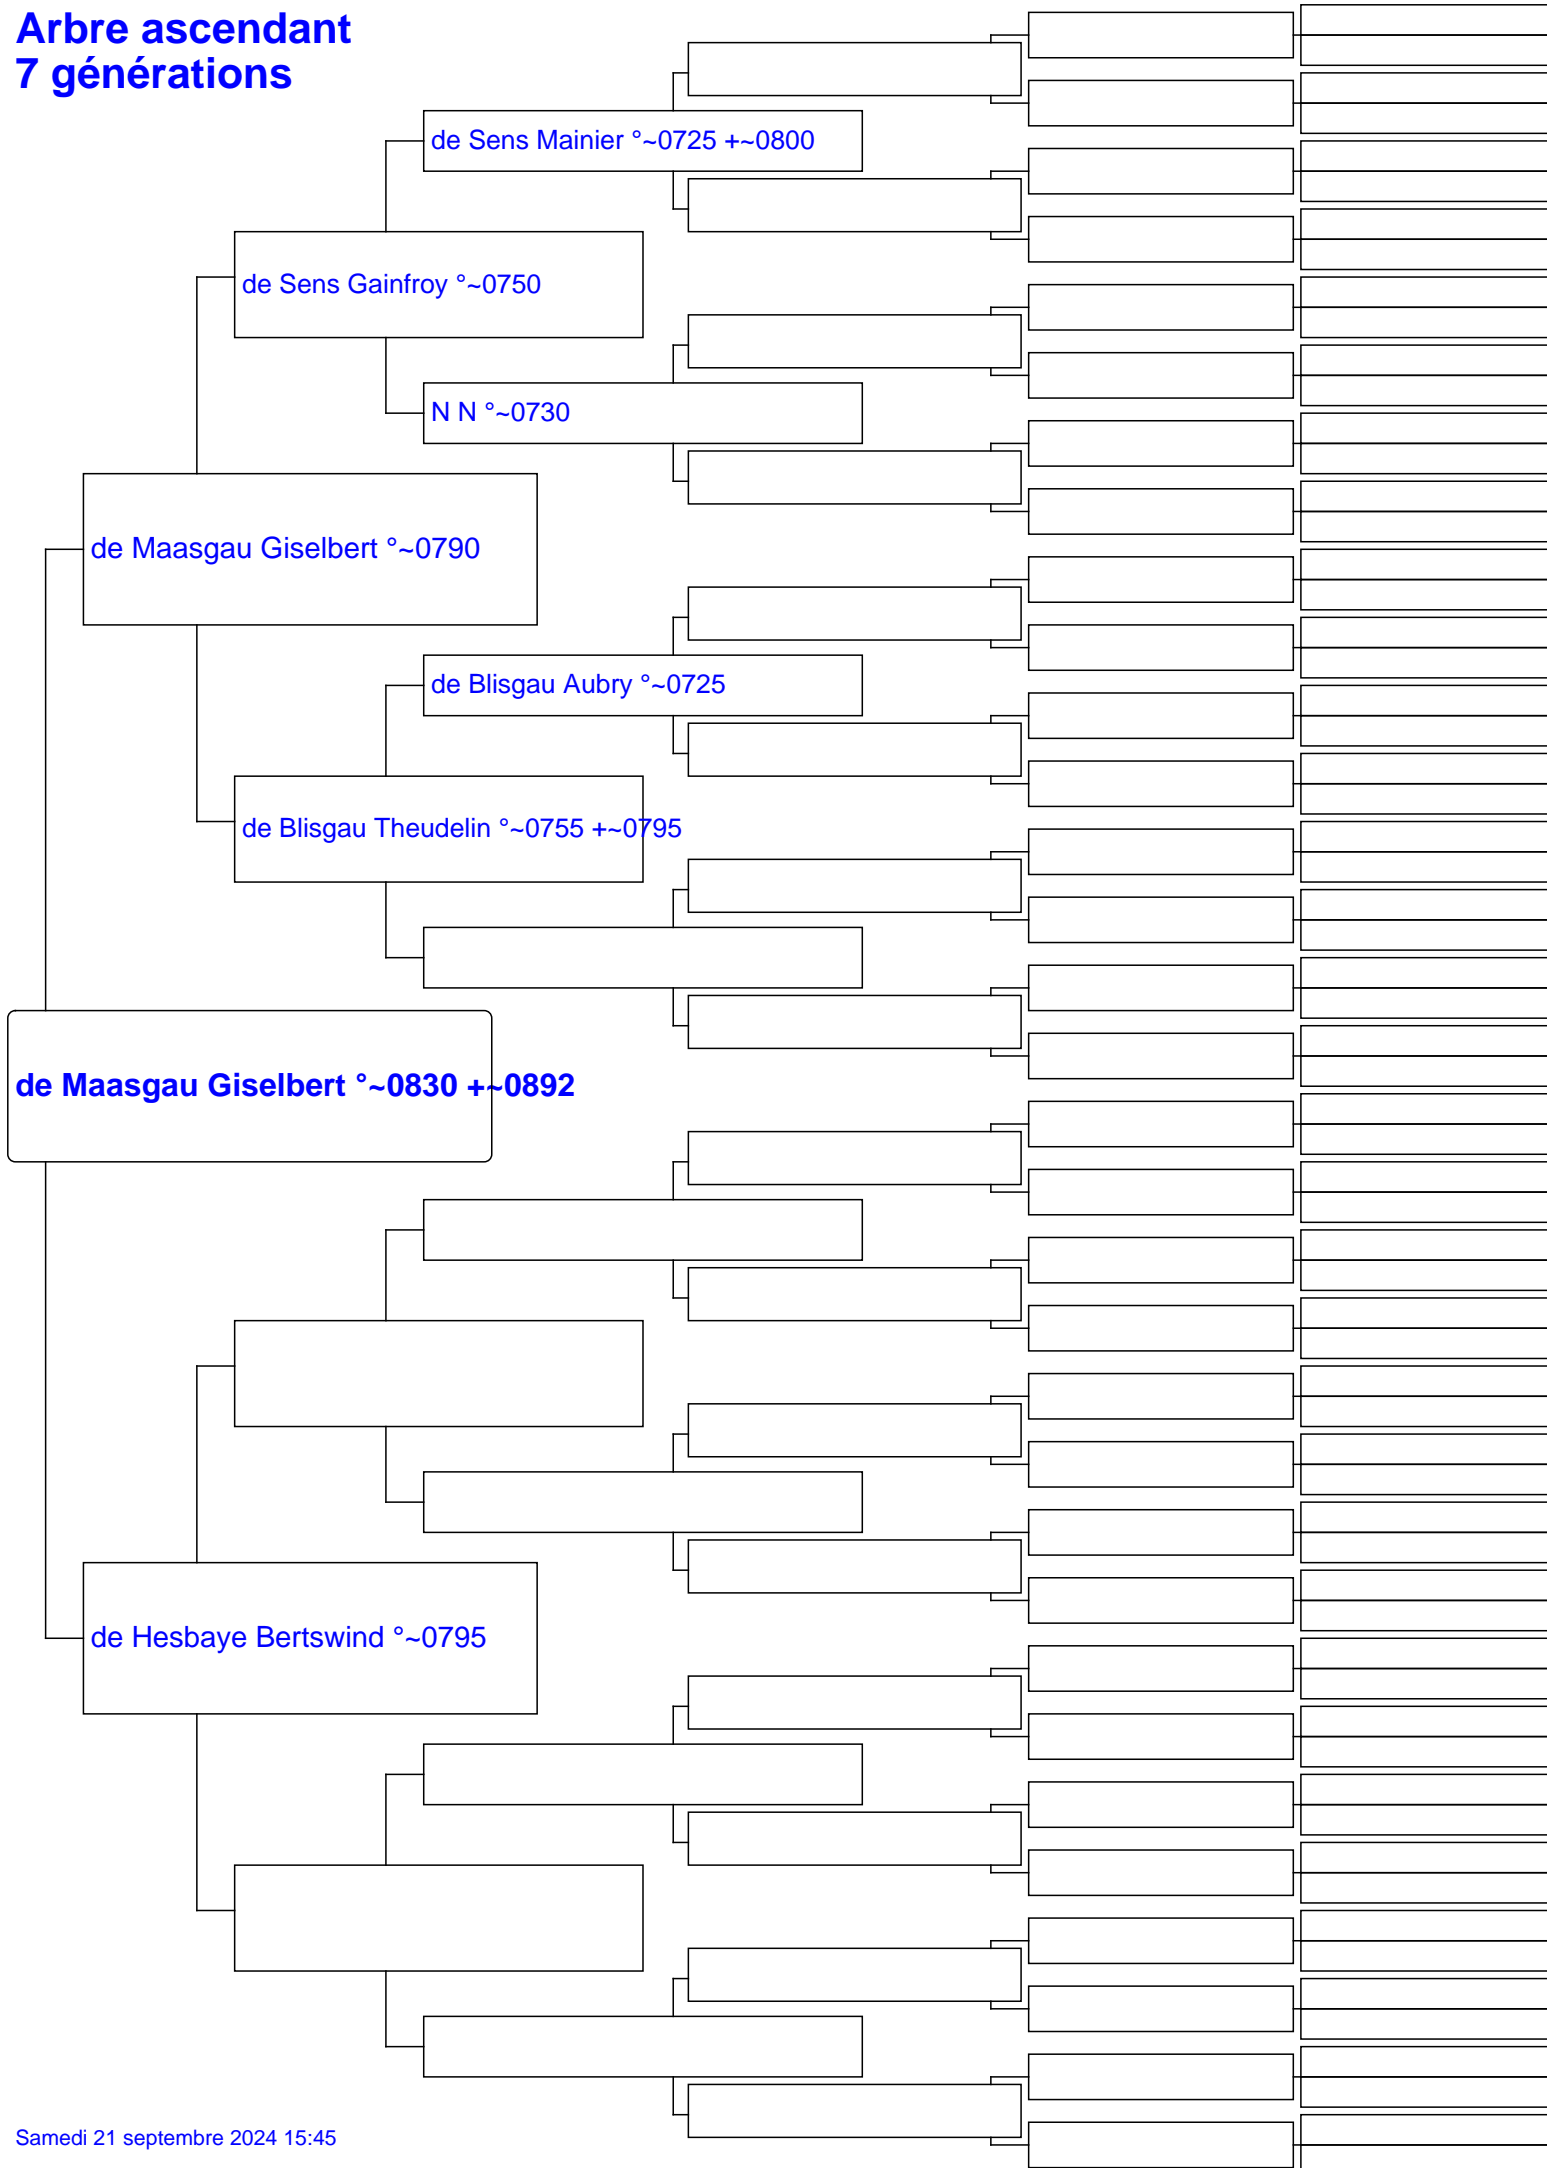 Arbre ascendant
7 générations
de Sens Mainier °~0725 +~0800
de Sens Gainfroy °~0750
N N °~0730
de Maasgau Giselbert °~0790
de Blisgau Aubry °~0725
de Blisgau Theudelin °~0755 +~0795
de Maasgau Giselbert °~0830 +~0892
de Hesbaye Bertswind °~0795
Samedi 21 septembre 2024 15:45